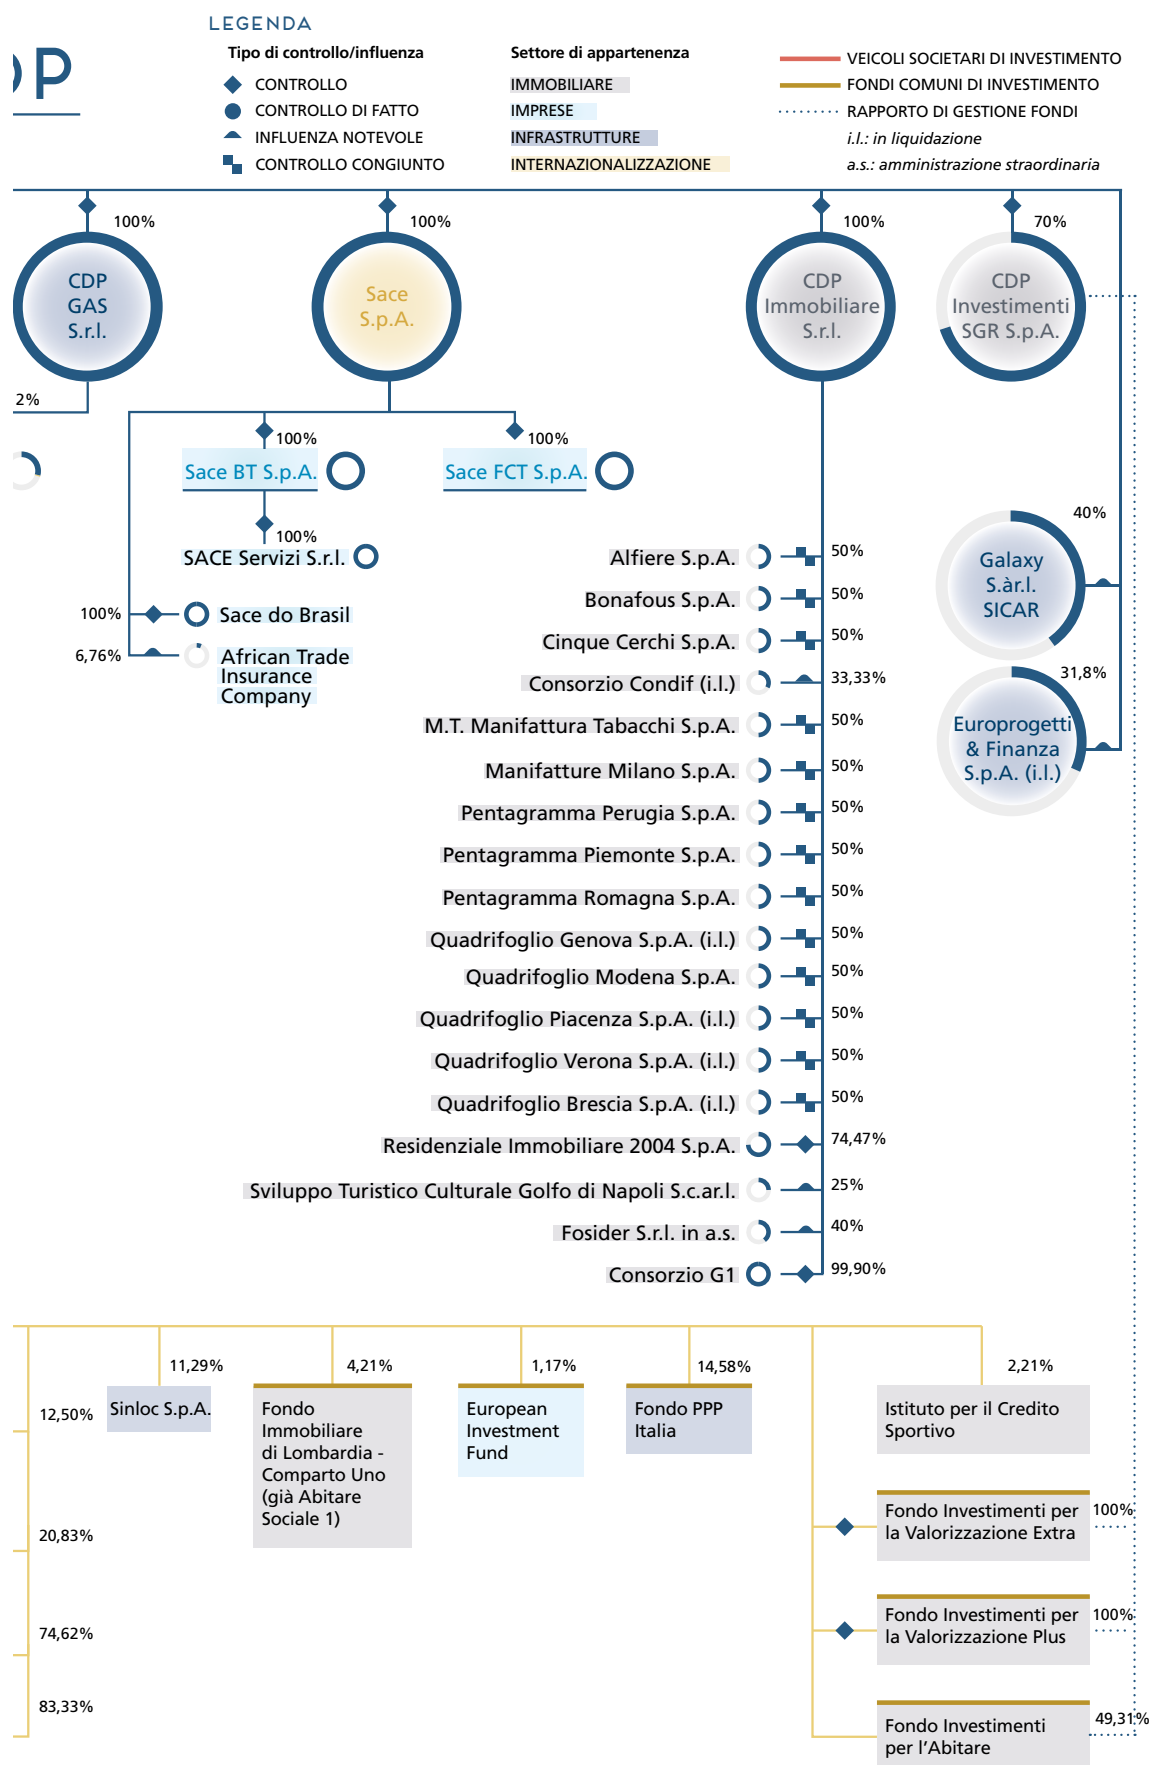 LEGENDA
Tipo di controllo/influenza
CONTROLLO
CONTROLLO DI FATTO
INFLUENZA NOTEVOLE
CONTROLLO CONGIUNTO
Settore di appartenenza
IMMOBILIARE
IMPRESE
INFRASTRUTTURE
INTERNAZIONALIZZAZIONE
VEICOLI SOCIETARI DI INVESTIMENTO
FONDI COMUNI DI INVESTIMENTO
RAPPORTO DI GESTIONE FONDI
i.l.: in liquidazione
a.s.: amministrazione straordinaria
DP
100%
CDP
GAS
S.r.l.
2%
100%
Sace
S.p.A.
100%
CDP
Immobiliare
S.r.l.
70%
CDP
Investimenti
SGR S.p.A.
100%
Sace BT S.p.A.
100%
Sace FCT S.p.A.
100%
SACE Servizi S.r.l.
100%
Sace do Brasil
6,76%
African Trade
Insurance
Company
Alfiere S.p.A. 50%
Bonafous S.p.A. 50%
Cinque Cerchi S.p.A. 50%
Consorzio Condif (i.l.) 33,33%
M.T. Manifattura Tabacchi S.p.A. 50%
Manifatture Milano S.p.A. 50%
Pentagramma Perugia S.p.A. 50%
Pentagramma Piemonte S.p.A. 50%
Pentagramma Romagna S.p.A. 50%
Quadrifoglio Genova S.p.A. (i.l.) 50%
Quadrifoglio Modena S.p.A. 50%
Quadrifoglio Piacenza S.p.A. (i.l.) 50%
Quadrifoglio Verona S.p.A. (i.l.) 50%
Quadrifoglio Brescia S.p.A. (i.l.) 50%
Residenziale Immobiliare 2004 S.p.A. 74,47%
Sviluppo Turistico Culturale Golfo di Napoli S.c.ar.l. 25%
Fosider S.r.l. in a.s. 40%
Consorzio G1 99,90%
40%
Galaxy
S.àr.l.
SICAR
31,8%
Europrogetti
& Finanza
S.p.A. (i.l.)
12,50%
20,83%
74,62%
83,33%
11,29%
Sinloc S.p.A.
4,21%
Fondo
Immobiliare
di Lombardia -
Comparto Uno
(già Abitare
Sociale 1)
1,17%
European
Investment
Fund
14,58%
Fondo PPP
Italia
2,21%
Istituto per il Credito
Sportivo
Fondo Investimenti per
la Valorizzazione Extra
100%
Fondo Investimenti per
la Valorizzazione Plus
100%
Fondo Investimenti
per l'Abitare
49,31%